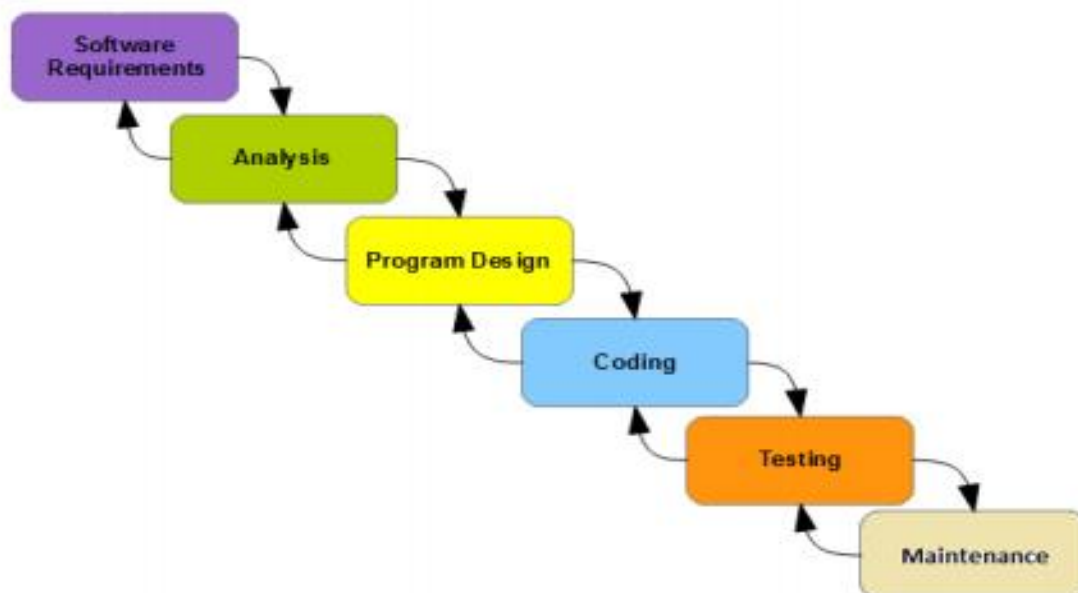 Software
Requirements
Analysis
Program Design
Coding
Testing
Maintenance